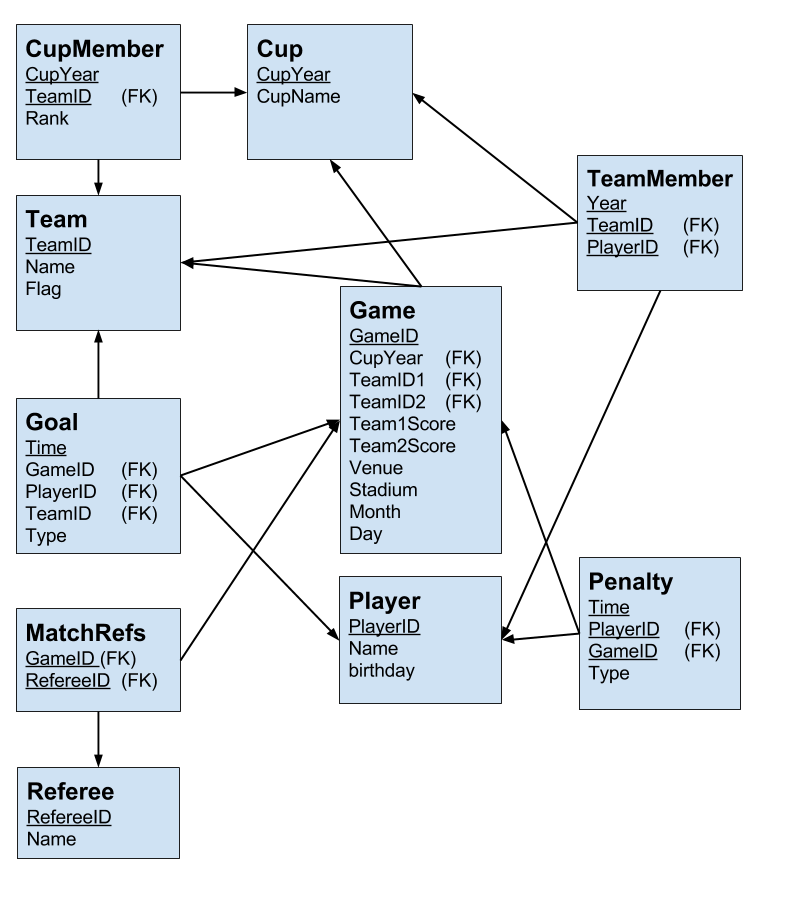 CupMember
CupYear
TeamID (FK)
Rank
Cup
CupYear
CupName
TeamMember
Year
TeamID (FK)
PlayerID (FK)
Team
TeamID
Name
Flag
Game
GameID
CupYear (FK)
TeamID1 (FK)
TeamID2 (FK)
Team1Score
Team2Score
Venue
Stadium
Month
Day
Goal
Time
GameID (FK)
PlayerID (FK)
TeamID (FK)
Type
Player
PlayerID
Name
birthday
Penalty
Time
PlayerID (FK)
GameID (FK)
Type
MatchRefs
GameID (FK)
RefereeID (FK)
Referee
RefereeID
Name